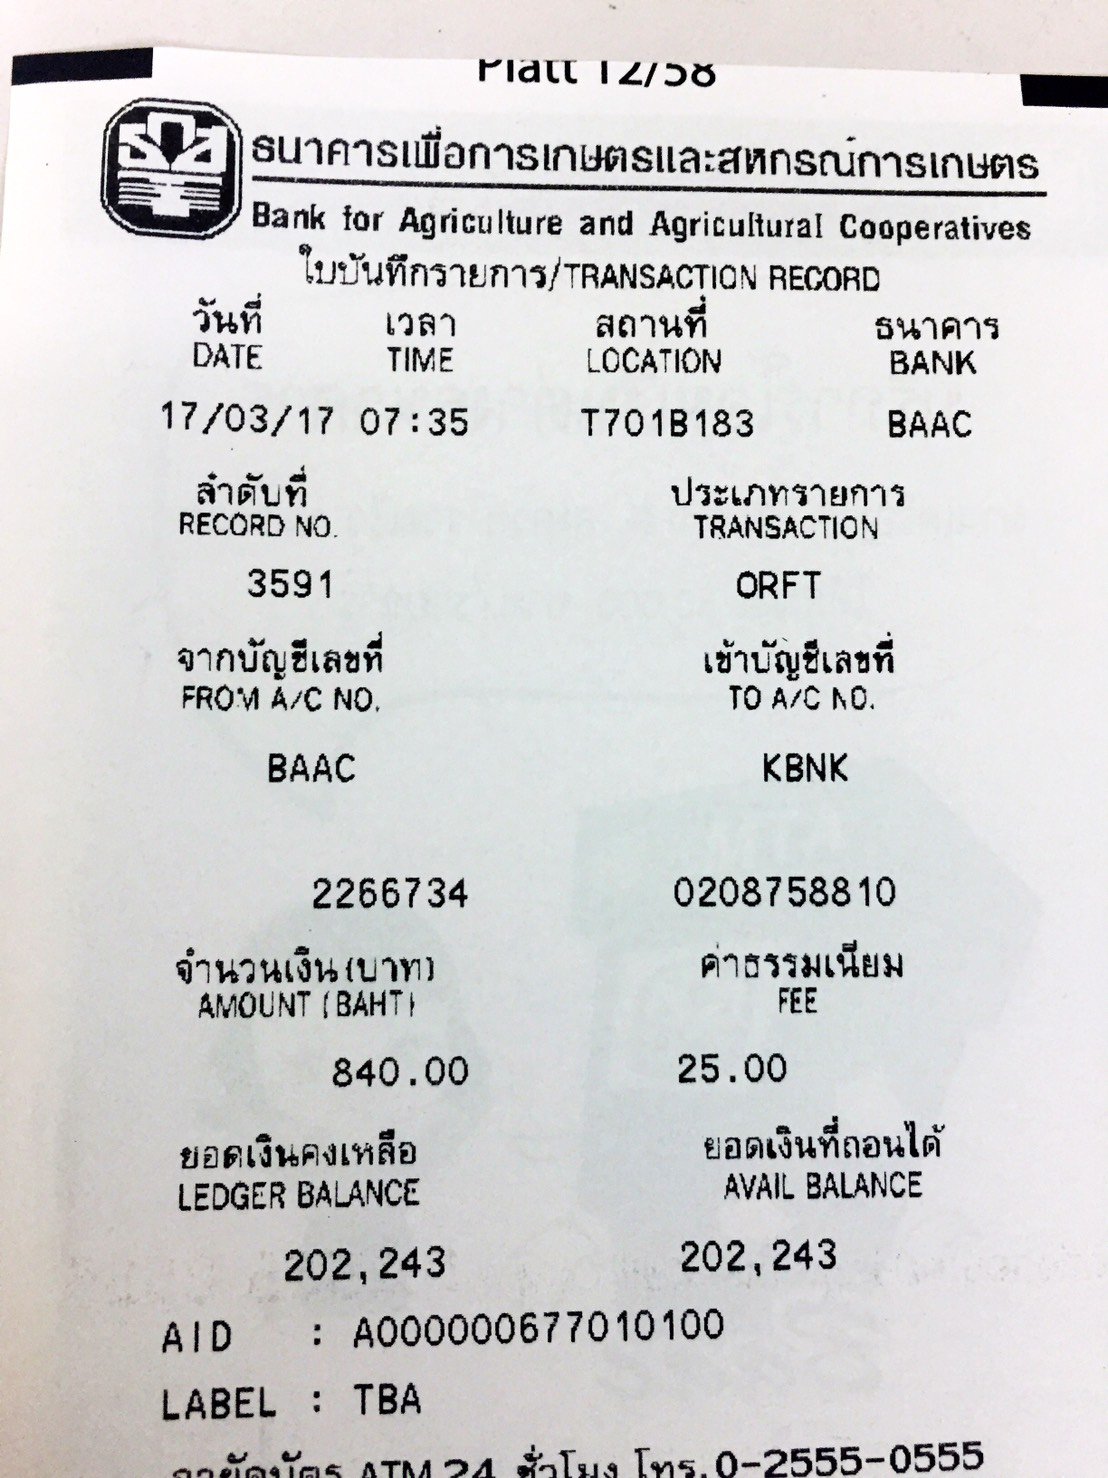 Platt 12/58
ธนาคารเพื่อการเกษตรและสหกรณ์การเกษตร
Bank for Agriculture and Agricultural Cooperatives
ใบบันทึกรายการ/TRANSACTION RECORD
วันที่ เวลา สถานที่ ธนาคาร
DATE TIME LOCATION BANK
17/03/17 07:35 T701B183 BAAC
ลำดับที่ ประเภทรายการ
RECORD NO. TRANSACTION
3591 ORFT
จากบัญชีเลขที่ เข้าบัญชีเลขที่
FROM A/C NO. TO A/C NO.
BAAC KBNK
2266734 0208758810
จำนวนเงิน (บาท) ค่าธรรมเนียม
AMOUNT (BAHT) FEE
840.00 25.00
ยอดเงินคงเหลือ ยอดเงินที่ถอนได้
LEDGER BALANCE AVAIL BALANCE
202,243 202,243
AID : A000000677010100
LABEL : TBA
อายัดบัตร ATM 24 ชั่วโมง โทร.0-2555-0555